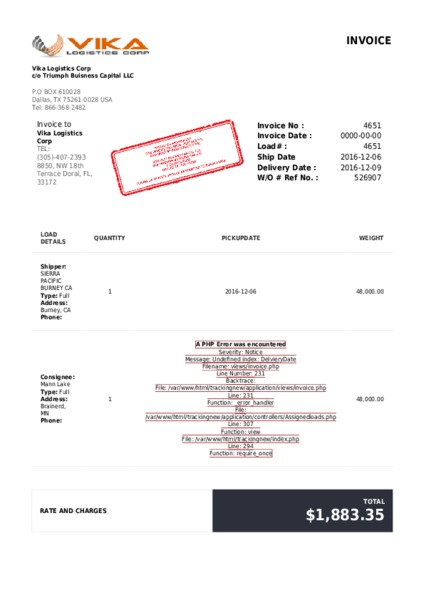 VIKA
LOGISTICS CORP
INVOICE
Vika Logistics Corp
c/o Triumph Buisness Capital LLC
P.O BOX 610028
Dallas, TX 75261-0028 USA
Tel: 866-368-2482
Invoice to
Vika Logistics
Corp
TEL:
(305)-407-2393
8850, NW 18th
Terrace Doral, FL,
33172
Invoice No : 4651
Invoice Date : 0000-00-00
Load# : 4651
Ship Date 2016-12-06
Delivery Date : 2016-12-09
W/O # Ref No. : 526907
LOAD
DETAILS
QUANTITY
PICKUPDATE
WEIGHT
Shipper:
SIERRA
PACIFIC
BURNEY CA
Type: Full
Address:
Burney, CA
Phone:
1
2016-12-06
48,000.00
Consignee:
Mann Lake
Type: Full
Address:
Brainerd,
MN
Phone:
1
A PHP Error was encountered
Severity: Notice
Message: Undefined index: DelvieryDate
Filename: views/invoice.php
Line Number: 231
Backtrace:
File: /var/www/html/trackingnew/application/views/invoice.php
Line: 231
Function: _error_handler
File:
/var/www/html/trackingnew/application/controllers/Assignedloads.php
Line: 307
Function: view
File: /var/www/html/trackingnew/index.php
Line: 294
Function: require_once
48,000.00
RATE AND CHARGES
TOTAL
$1,883.35